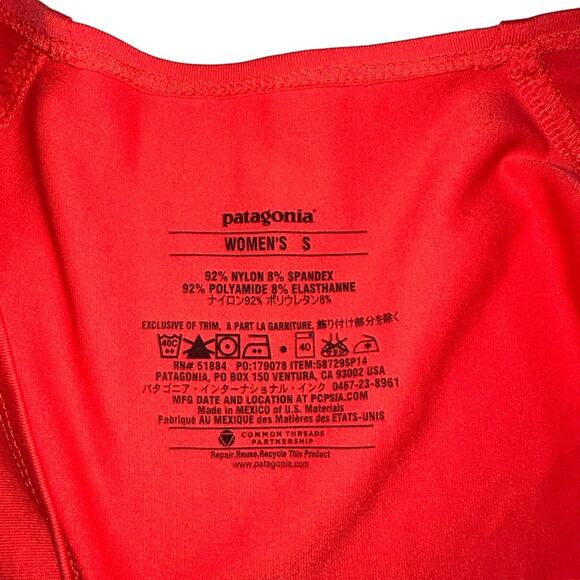 patagonia®
WOMEN'S S
92% NYLON 8% SPANDEX
92% POLYAMIDE 8% ELASTHANNE
ナイロン92% ポリウレタン8%
EXCLUSIVE OF TRIM, A PART LA GARNITURE, 飾り付け部分を除く
40C P 40
RN# 51884 PO:179078 ITEM:58729SP14
PATAGONIA, PO BOX 150 VENTURA, CA 93002 USA
パタゴニア・インターナショナル・インク 0467-23-8961
MFG DATE AND LOCATION AT PCPSIA.COM
Made in MEXICO of U.S. Materials
Fabriqué AU MEXIQUE des Matières des ETATS-UNIS
COMMON THREADS
PARTNERSHIP
Repair.Reuse.Recycle This Product
www.patagonia.com